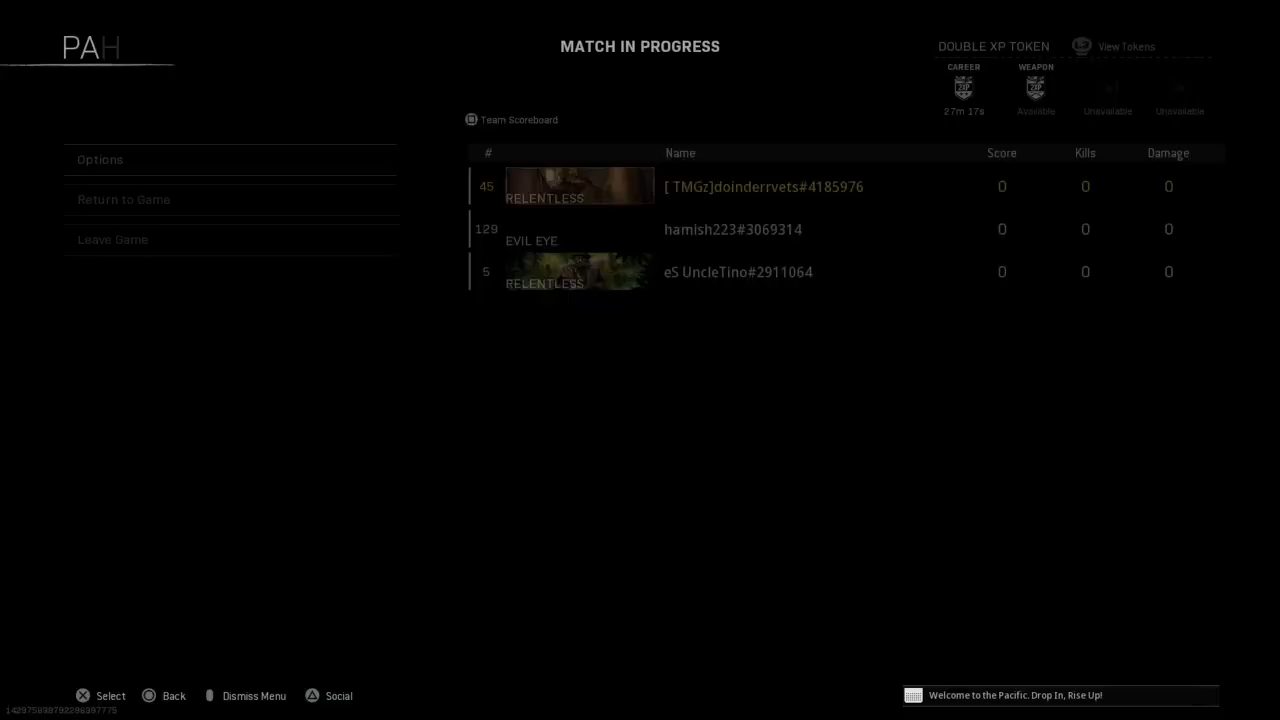 PAH
MATCH IN PROGRESS
DOUBLE XP TOKEN View Tokens
CAREER WEAPON
2XP 2XP
27m 17s Available Unavailable Unavailable
Team Scoreboard
# Name Score Kills Damage
Options
45 RELENTLESS [ TMGz]doinderrvets#4185976 0 0 0
Return to Game
129 EVIL EYE hamish223#3069314 0 0 0
Leave Game
5 RELENTLESS eS UncleTino#2911064 0 0 0
Select Back Dismiss Menu Social
Welcome to the Pacific. Drop In, Rise Up!